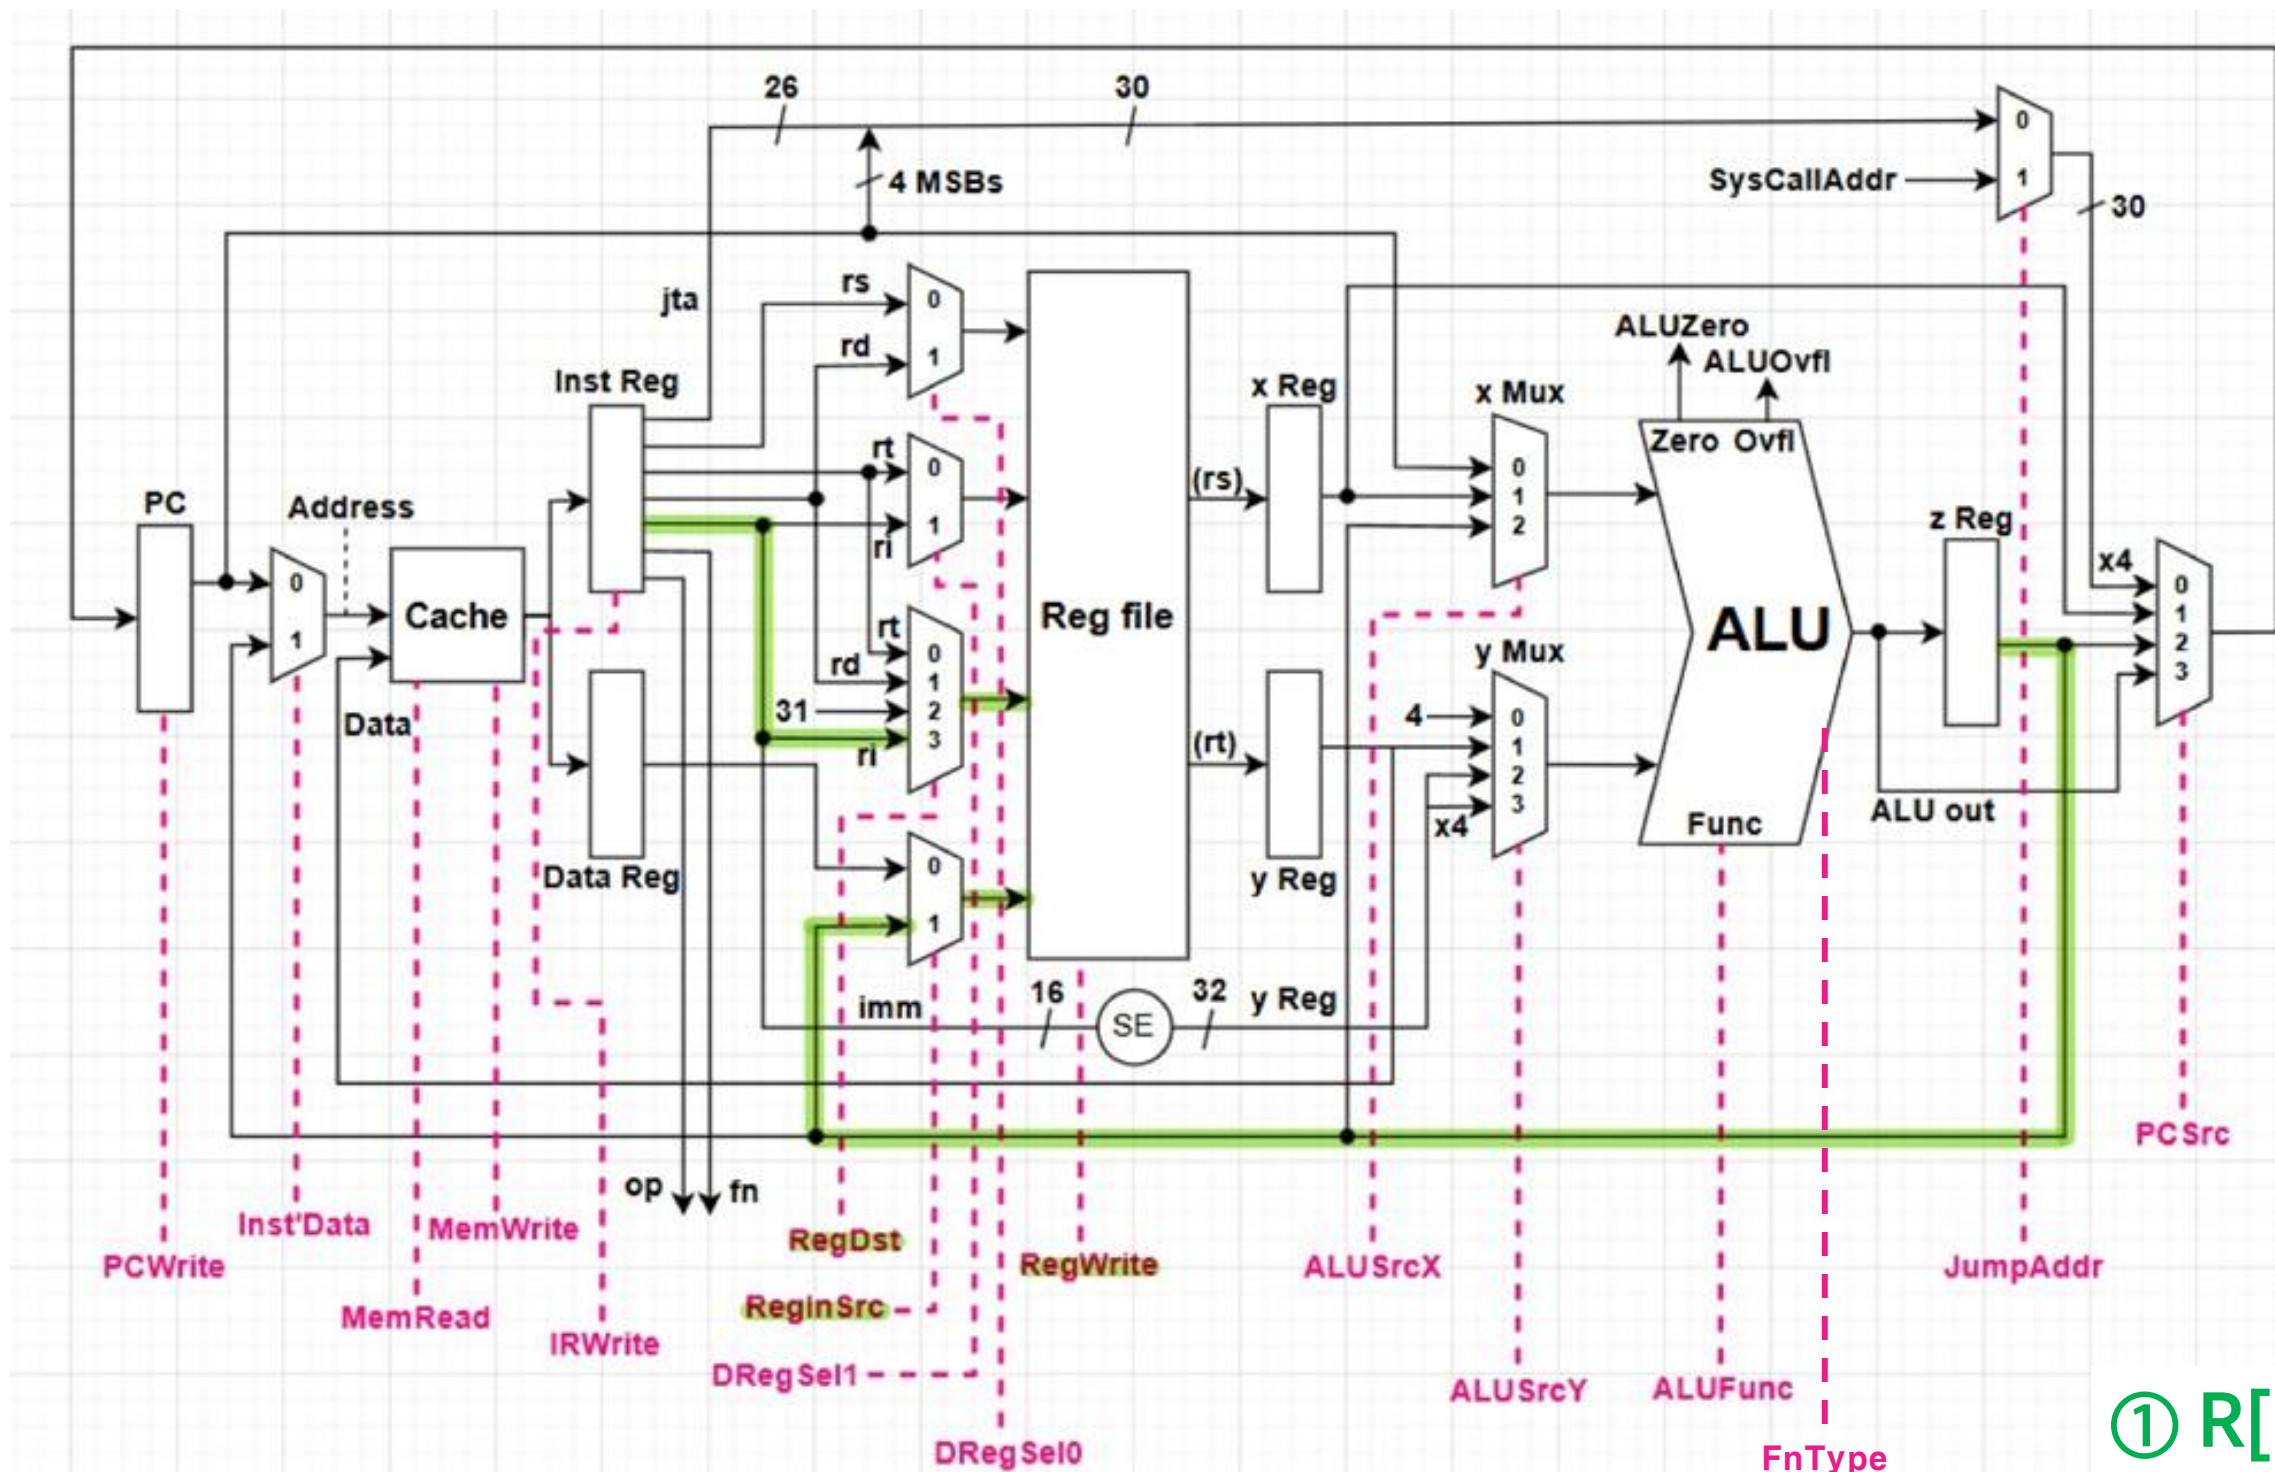 26
30
0
4 MSBs
SysCallAddr
1
30
rs
0
jta
ALUZero
rd
1
ALUOvfl
Inst Reg
x Reg
x Mux
rt
Zero Ovfl
0
0
(rs)
1
PC
Address
1
2
z Reg
ri
x4
0
0
Cache
Reg file
ALU
1
rt
1
0
y Mux
2
rd
1
3
Data
31
2
4
0
ri
3
(rt)
1
2
3
x4
ALU out
Func
0
Data Reg
y Reg
1
imm
16
32
y Reg
SE
PCSrc
op
fn
Inst'Data
MemWrite
RegDst
PCWrite
RegWrite
ALUSrcX
JumpAddr
MemRead
ReginSrc
IRWrite
DRegSel1
ALUSrcY
ALUFunc
① R[
DRegSel0
FnType